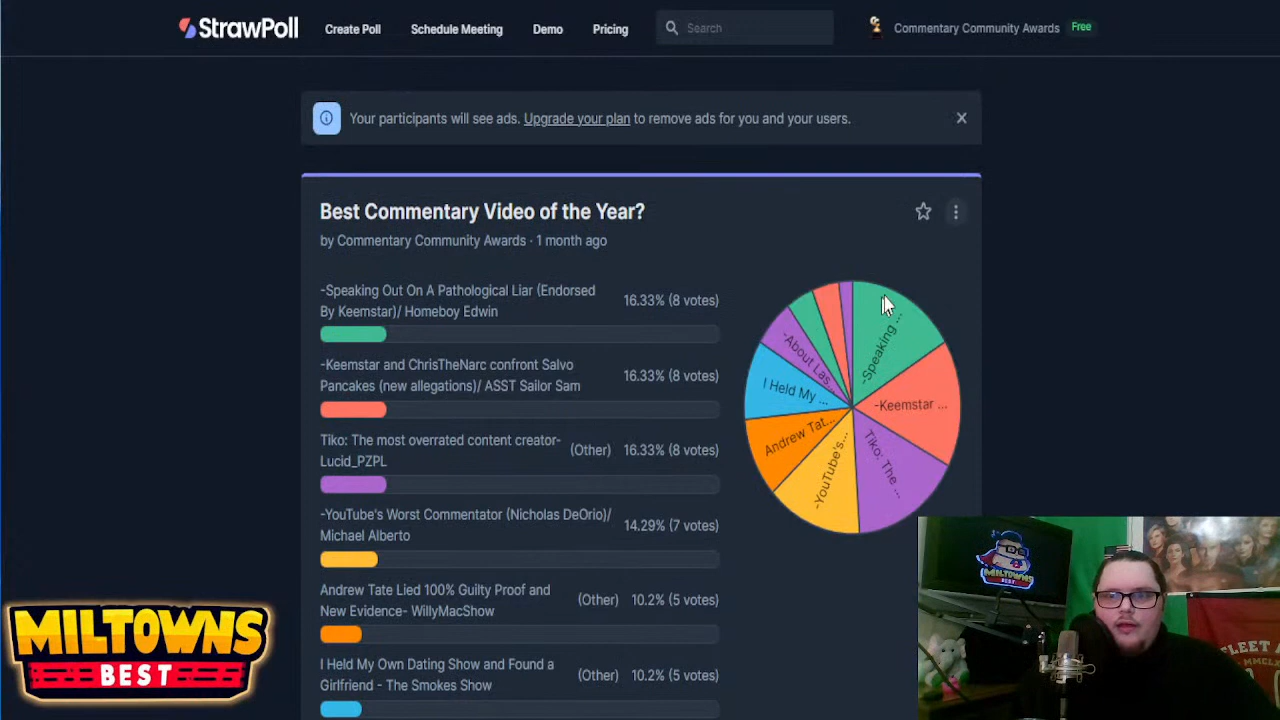 StrawPoll
Create Poll
Schedule Meeting
Demo
Pricing
Search
Commentary Community Awards
Free
Your participants will see ads. Upgrade your plan to remove ads for you and your users.
Best Commentary Video of the Year?
by Commentary Community Awards · 1 month ago
-Speaking Out On A Pathological Liar (Endorsed
By Keemstar)/ Homeboy Edwin
16.33% (8 votes)
-Keemstar and ChrisTheNarc confront Salvo
Pancakes (new allegations)/ ASST Sailor Sam
16.33% (8 votes)
Tiko: The most overrated content creator-
Lucid_PZPL
(Other) 16.33% (8 votes)
-YouTube's Worst Commentator (Nicholas DeOrio)/
Michael Alberto
14.29% (7 votes)
Andrew Tate Lied 100% Guilty Proof and
New Evidence- WillyMacShow
(Other) 10.2% (5 votes)
I Held My Own Dating Show and Found a
Girlfriend - The Smokes Show
(Other) 10.2% (5 votes)
-Speaking ...
-Keemstar ...
Tiko: The ...
-YouTube's...
Andrew Tat...
I Held My ...
-About Las...
MILTOWNS
BEST
MILTOWNS
BEST
FLEET A